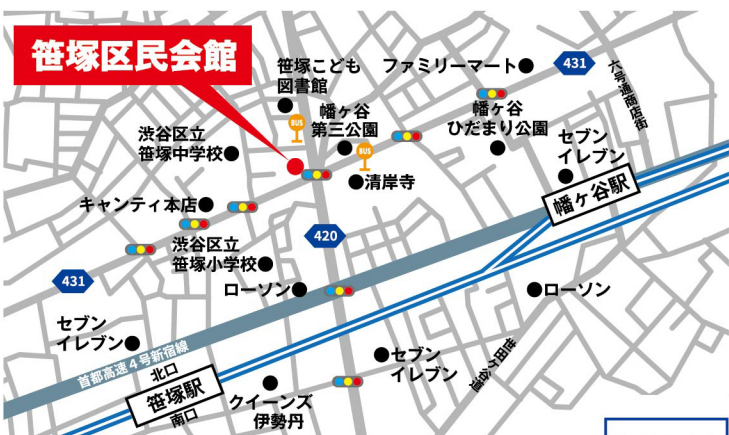 笹塚区民会館
笹塚こども
図書館
ファミリーマート
431
六号通商店街
BUS
幡ヶ谷
第三公園
幡ヶ谷
ひだまり公園
渋谷区立
笹塚中学校
BUS
セブン
イレブン
清岸寺
幡ヶ谷駅
キャンティ本店
420
渋谷区立
笹塚小学校
431
ローソン
ローソン
セブン
イレブン
首都高速4号新宿線
北口
笹塚駅
南口
クイーンズ
伊勢丹
セブン
イレブン
世田ヶ谷道